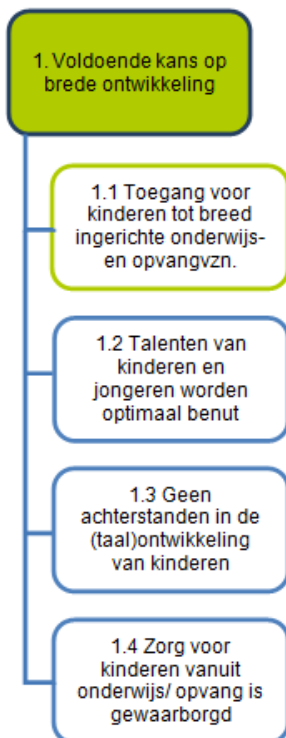 1. Voldoende kans op
brede ontwikkeling
1.1 Toegang voor
kinderen tot breed
ingerichte onderwijs-
en opvangvzn.
1.2 Talenten van
kinderen en
jongeren worden
optimaal benut
1.3 Geen
achterstanden in de
(taal)ontwikkeling
van kinderen
1.4 Zorg voor
kinderen vanuit
onderwijs/ opvang is
gewaarborgd